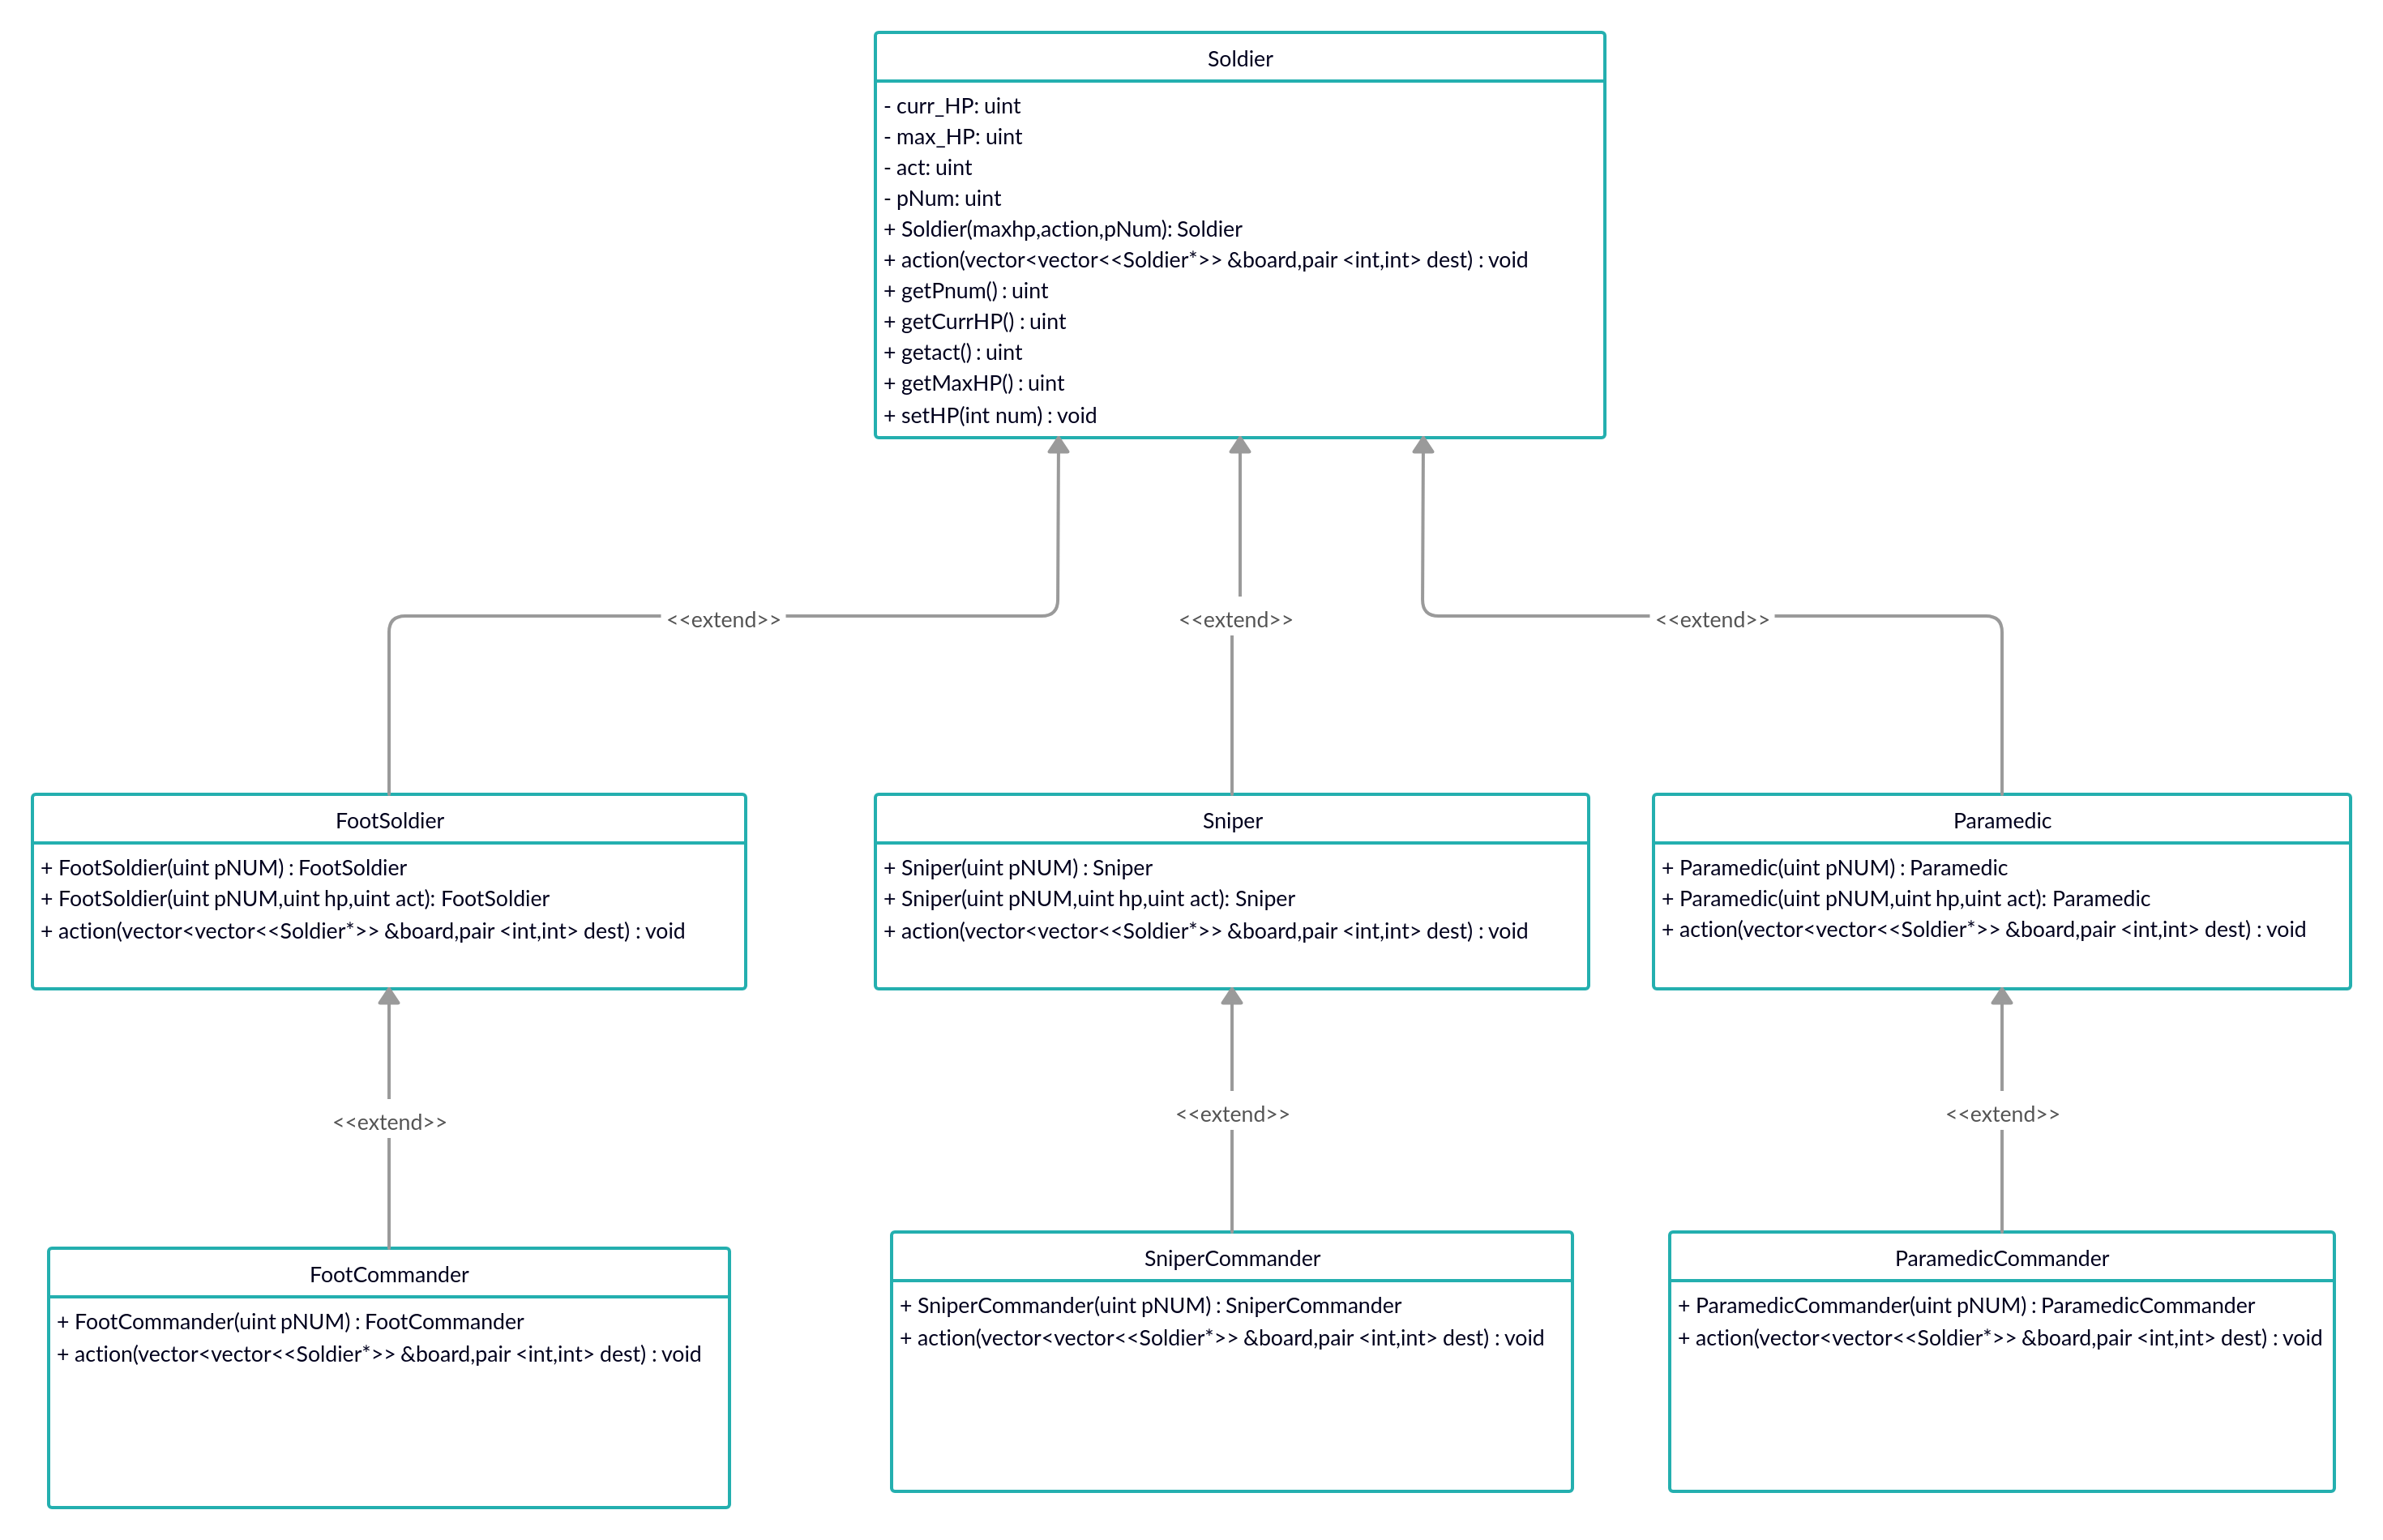 Soldier
- curr_HP: uint
- max_HP: uint
- act: uint
- pNum: uint
+ Soldier(maxhp,action,pNum): Soldier
+ action(vector<vector<<Soldier*>> &board,pair <int,int> dest) : void
+ getPnum() : uint
+ getCurrHP() : uint
+ getact() : uint
+ getMaxHP() : uint
+ setHP(int num) : void
<<extend>>
<<extend>>
<<extend>>
FootSoldier
+ FootSoldier(uint pNUM) : FootSoldier
+ FootSoldier(uint pNUM,uint hp,uint act): FootSoldier
+ action(vector<vector<<Soldier*>> &board,pair <int,int> dest) : void
Sniper
+ Sniper(uint pNUM) : Sniper
+ Sniper(uint pNUM,uint hp,uint act): Sniper
+ action(vector<vector<<Soldier*>> &board,pair <int,int> dest) : void
Paramedic
+ Paramedic(uint pNUM) : Paramedic
+ Paramedic(uint pNUM,uint hp,uint act): Paramedic
+ action(vector<vector<<Soldier*>> &board,pair <int,int> dest) : void
<<extend>>
<<extend>>
<<extend>>
FootCommander
+ FootCommander(uint pNUM) : FootCommander
+ action(vector<vector<<Soldier*>> &board,pair <int,int> dest) : void
SniperCommander
+ SniperCommander(uint pNUM) : SniperCommander
+ action(vector<vector<<Soldier*>> &board,pair <int,int> dest) : void
ParamedicCommander
+ ParamedicCommander(uint pNUM) : ParamedicCommander
+ action(vector<vector<<Soldier*>> &board,pair <int,int> dest) : void